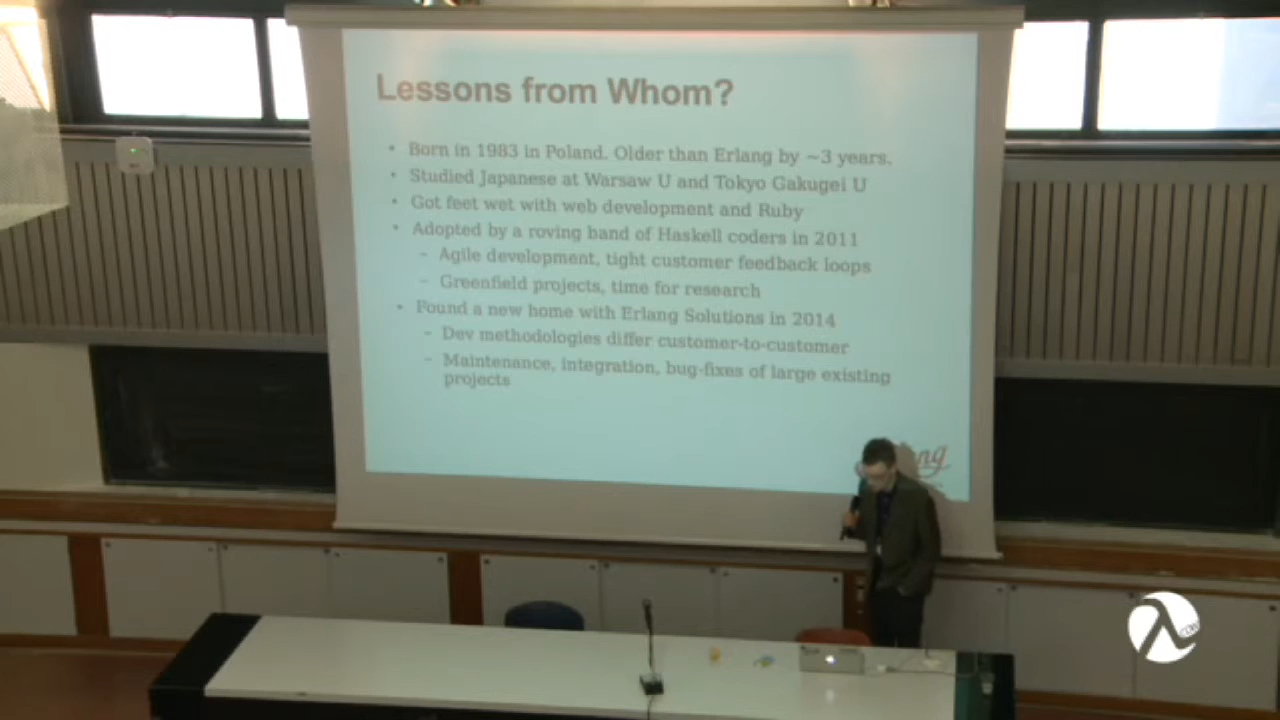 Lessons from Whom?
• Born in 1983 in Poland. Older than Erlang by ~3 years.
• Studied Japanese at Warsaw U and Tokyo Gakugei U
• Got feet wet with web development and Ruby
• Adopted by a roving band of Haskell coders in 2011
– Agile development, tight customer feedback loops
– Greenfield projects, time for research
• Found a new home with Erlang Solutions in 2014
– Dev methodologies differ customer-to-customer
– Maintenance, integration, bug-fixes of large existing
projects
λ